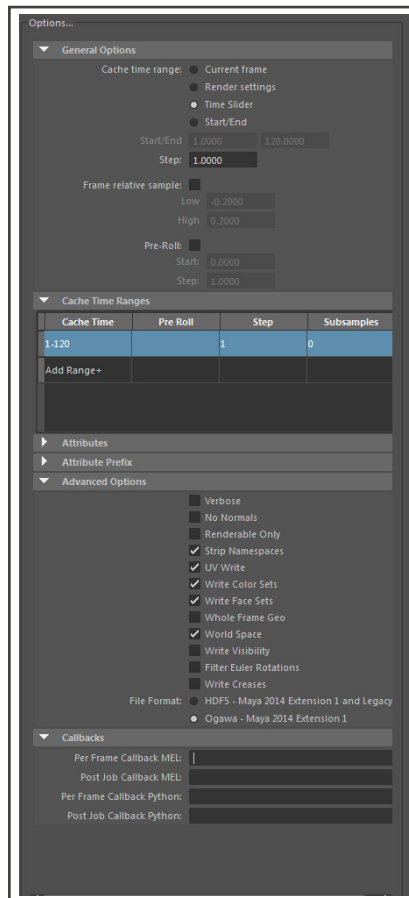 Options...
General Options
Cache time range: Current frame
Render settings
Time Slider
Start/End
Start/End 1.0000 120.0000
Step: 1.0000
Frame relative sample:
Low -0.2000
High 0.2000
Pre-Roll:
Start: 0.0000
Step: 1.0000
Cache Time Ranges
Cache Time Pre Roll Step Subsamples
1-120 1 0
Add Range+
Attributes
Attribute Prefix
Advanced Options
Verbose
No Normals
Renderable Only
Strip Namespaces
UV Write
Write Color Sets
Write Face Sets
Whole Frame Geo
World Space
Write Visibility
Filter Euler Rotations
Write Creases
File Format: HDF5 - Maya 2014 Extension 1 and Legacy
Ogawa - Maya 2014 Extension 1
Callbacks
Per Frame Callback MEL:
Post Job Callback MEL:
Per Frame Callback Python:
Post Job Callback Python: